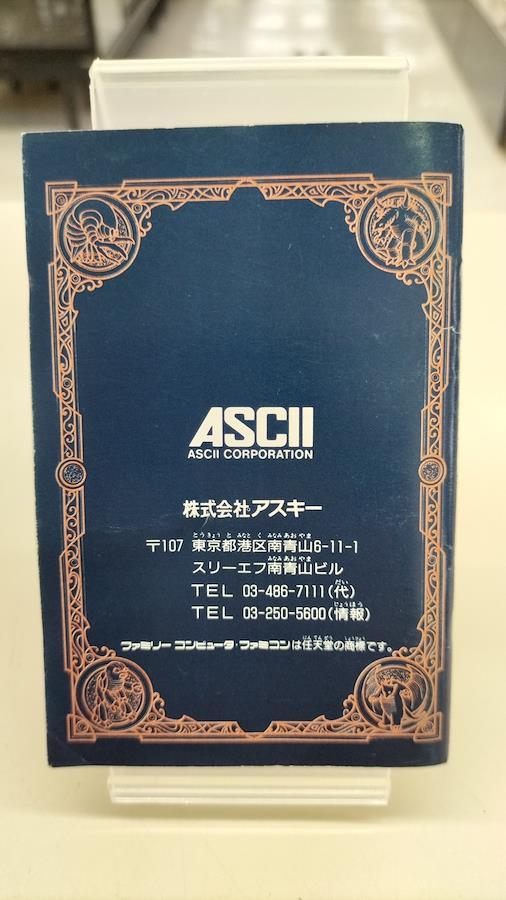 ASCII
ASCII CORPORATION
株式会社アスキー
〒107 東京都港区南青山6-11-1
スリーエフ南青山ビル
TEL 03-486-7111(代)
TEL 03-250-5600(情報)
ファミリーコンピュータ・ファミコンは任天堂の商標です。